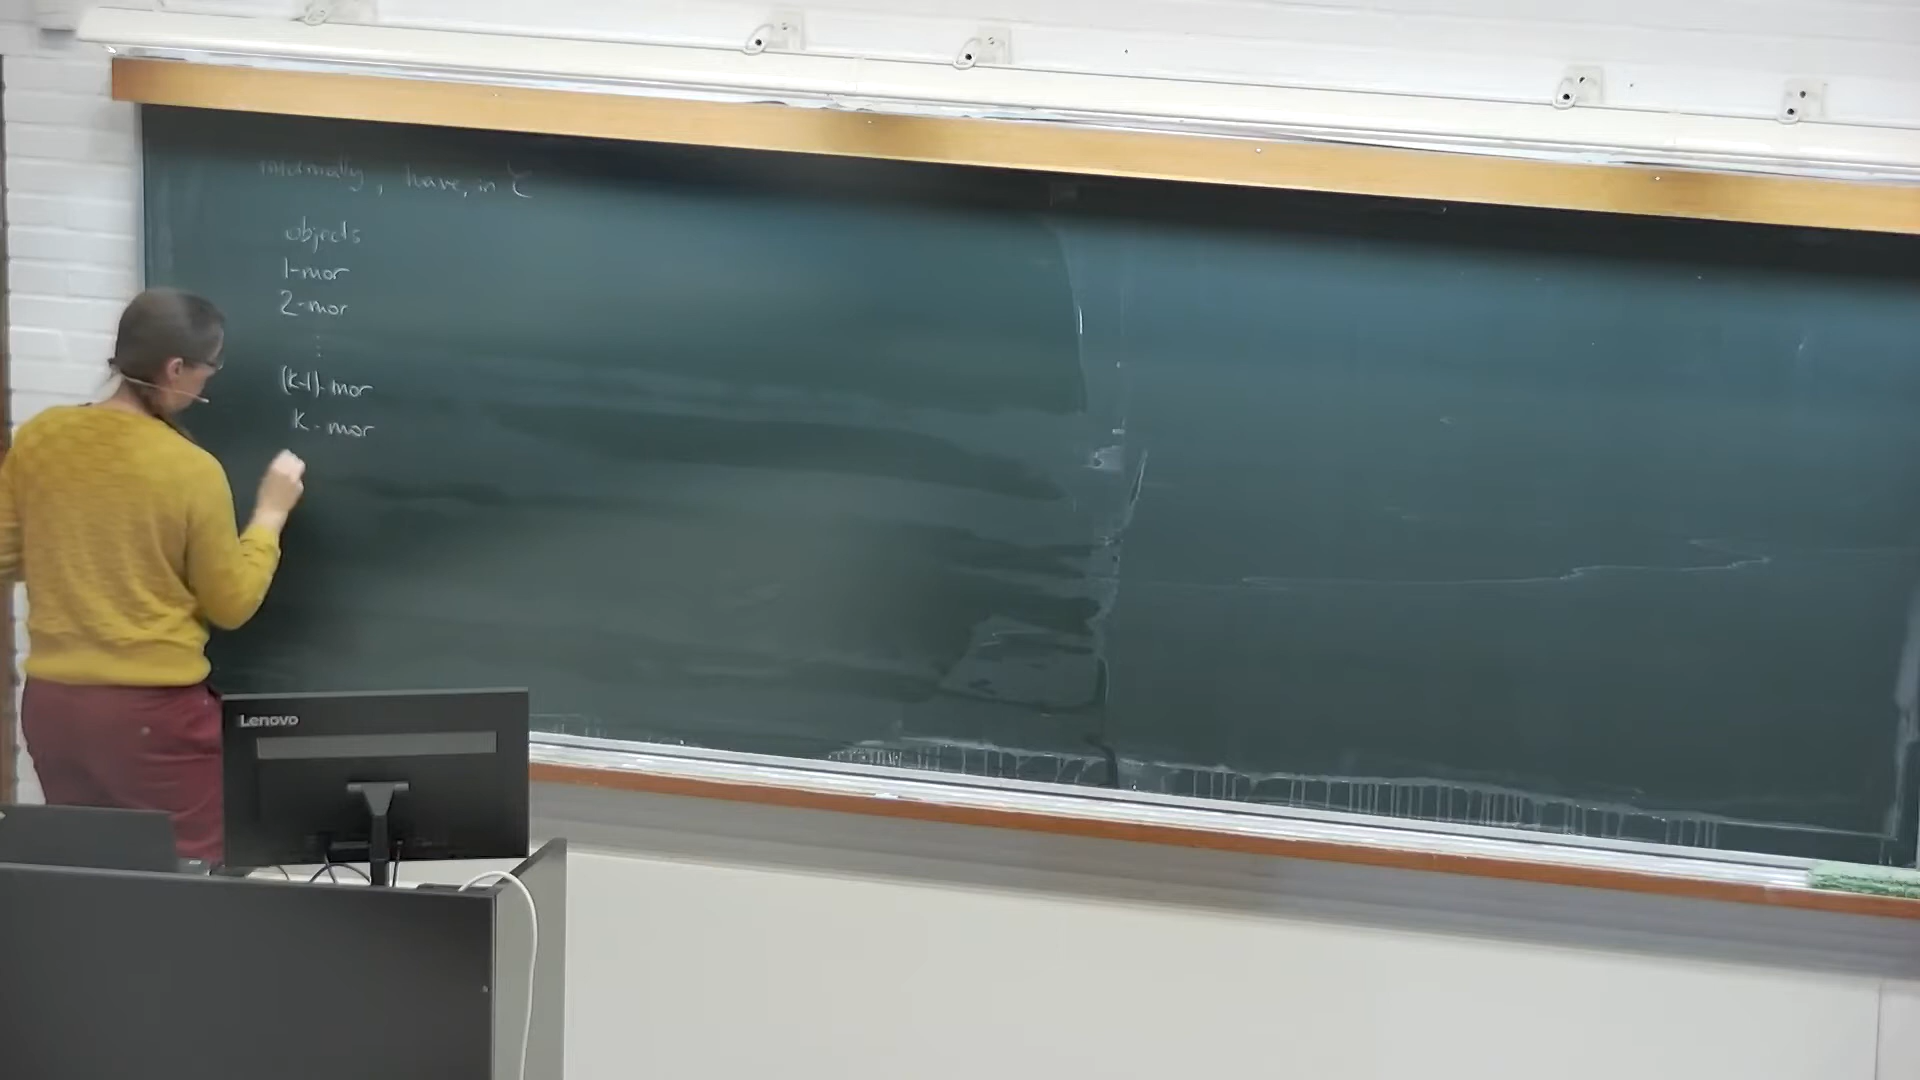 informally, have, in C
objects
1-mor
2-mor
⋮
(k-1)-mor
k-mor
Lenovo